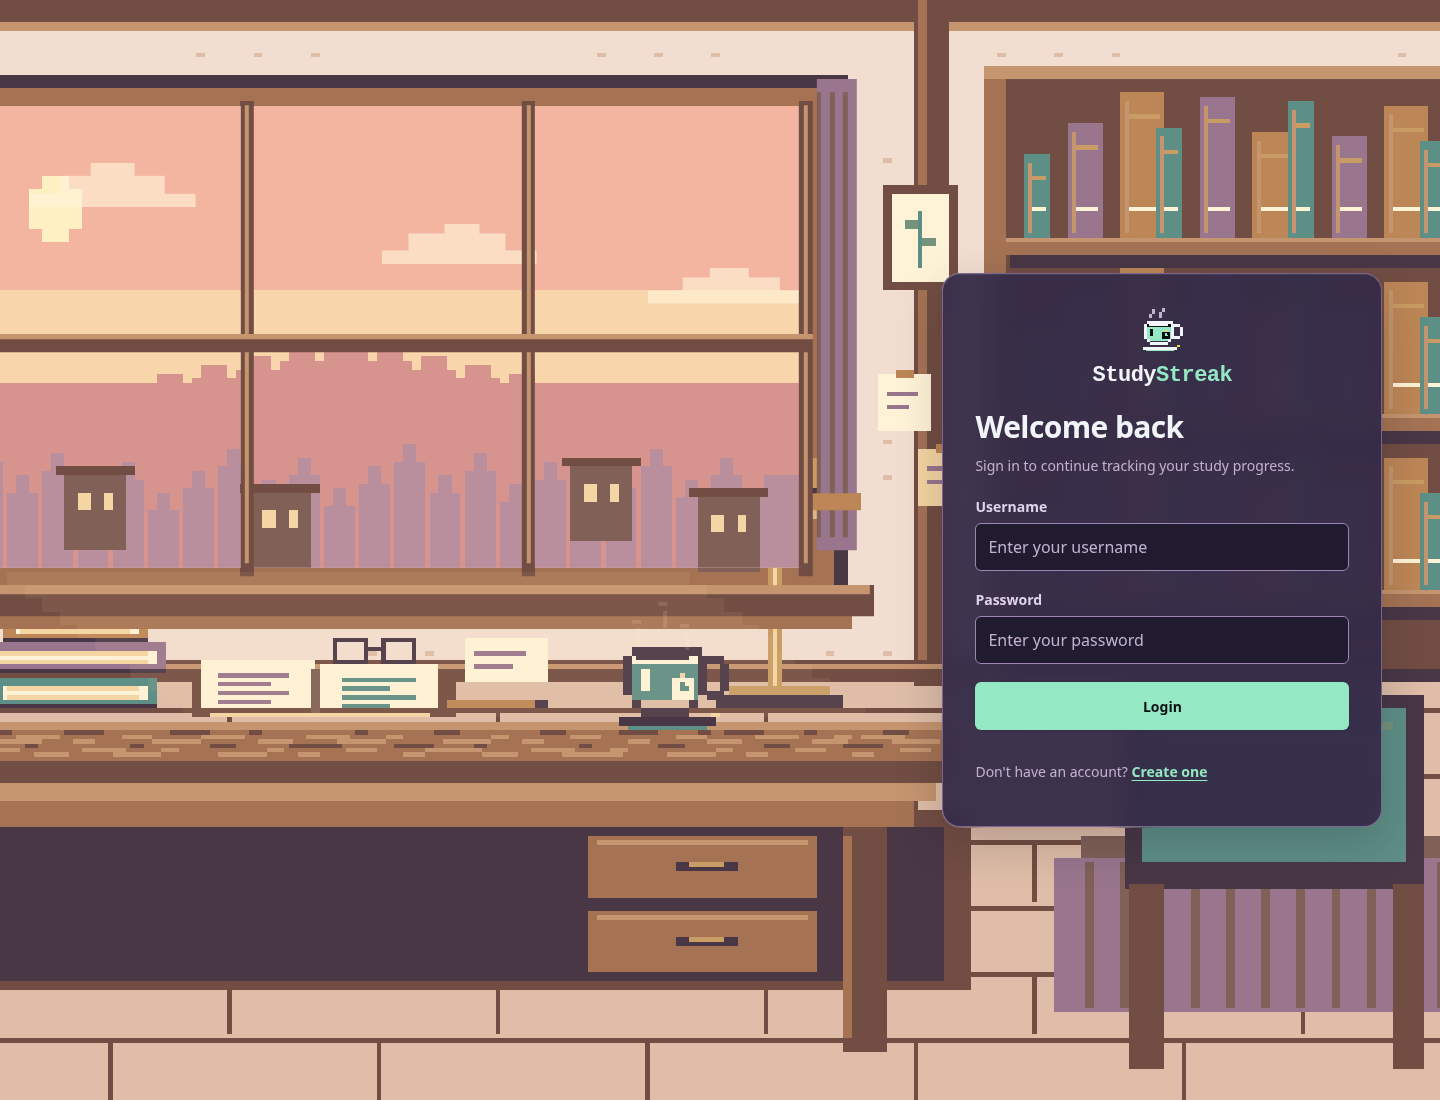 StudyStreak
Welcome back
Sign in to continue tracking your study progress.
Username
Enter your username
Password
Enter your password
Login
Don't have an account? Create one